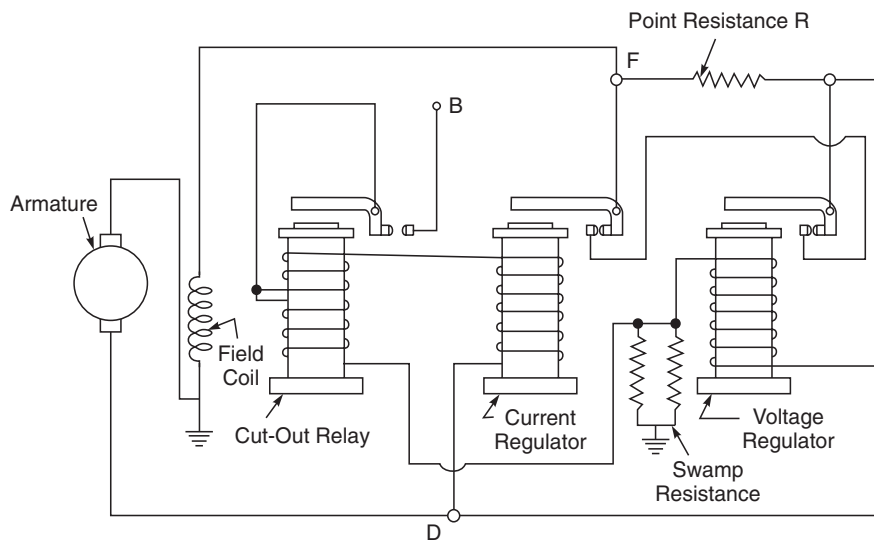 Point Resistance R
F
B
Armature
Field
Coil
Cut-Out Relay
Current
Regulator
Voltage
Regulator
Swamp
Resistance
D